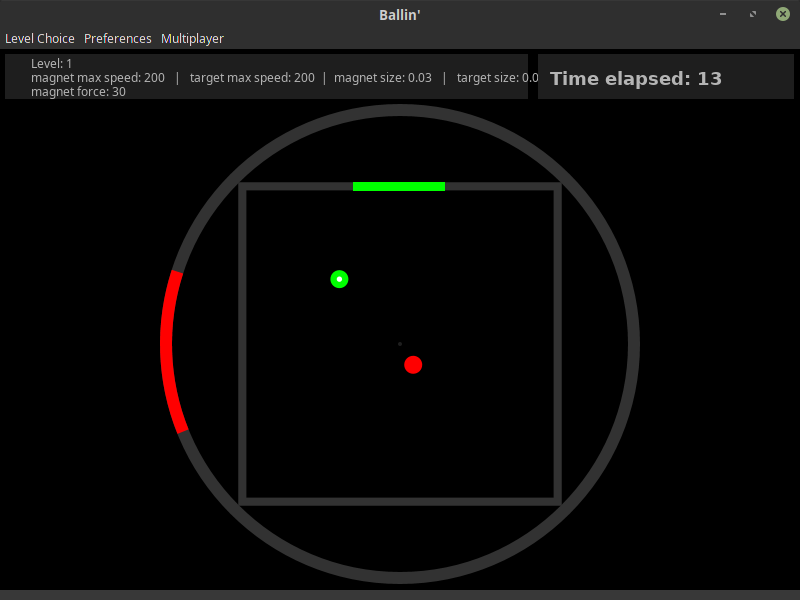 Ballin'
Level Choice Preferences Multiplayer
Level: 1
magnet max speed: 200 | target max speed: 200 | magnet size: 0.03 | target size: 0.0
magnet force: 30
Time elapsed: 13